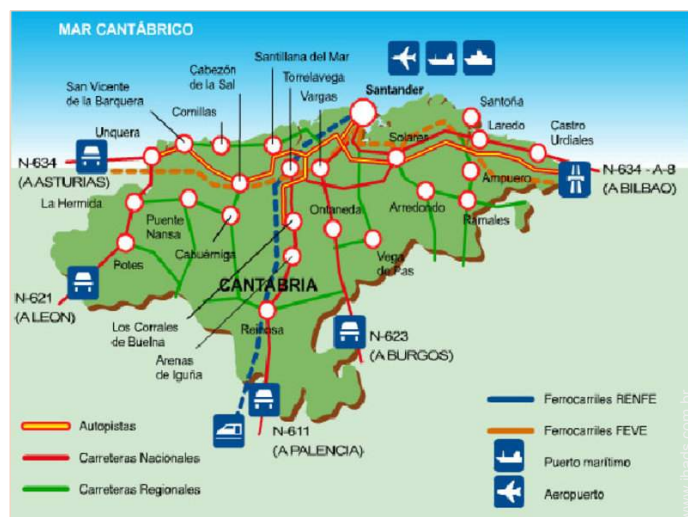 MAR CANTÁBRICO
Santillana del Mar
Cabezón
de la Sal
Torrelavega
San Vicente
de la Barquera
Vargas
Santander
Comillas
Santoña
Unquera
Solares
Laredo
Castro
Urdiales
N-634
(A ASTURIAS)
N-634 - A-8
(A BILBAO)
La Hermida
Ampuero
Puente
Nansa
Ontaneda
Arredondo
Ramales
Cabuérniga
Potes
Vega
de Pas
CANTÁBRIA
N-621
(A LEON)
Los Corrales
de Buelna
Reinosa
N-623
(A BURGOS)
Arenas
de Iguña
N-611
(A PALENCIA)
Autopistas
Carreteras Nacionales
Carreteras Regionales
Ferrocarriles RENFE
Ferrocarriles FEVE
Puerto marítimo
Aeropuerto